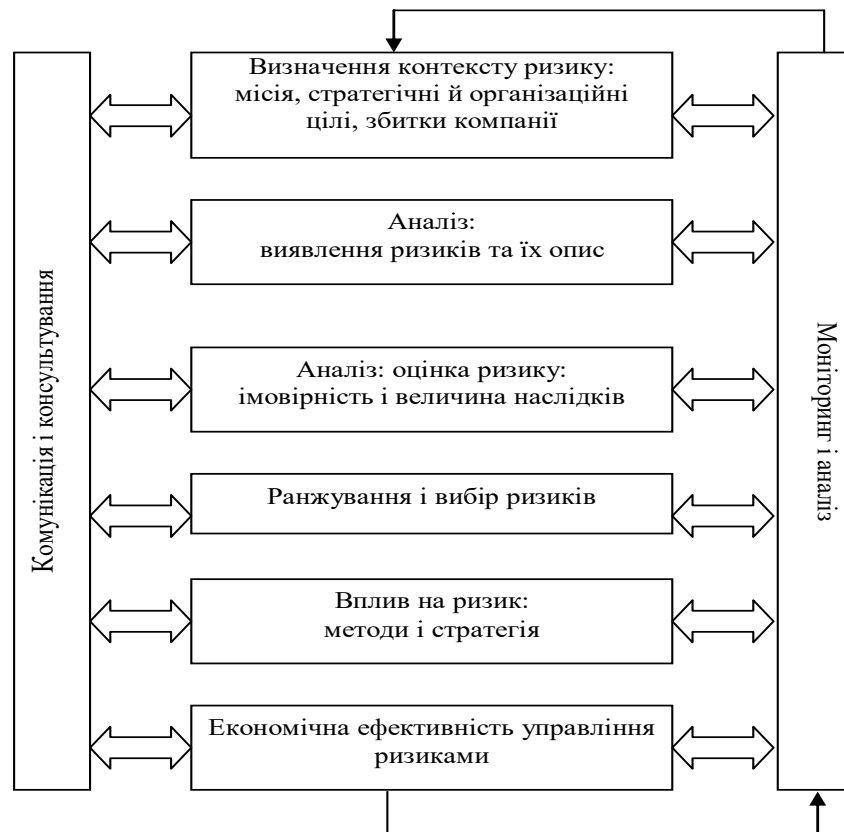 Визначення контексту ризику:
місія, стратегічні й організаційні
цілі, збитки компанії
Аналіз:
виявлення ризиків та їх опис
Аналіз: оцінка ризику:
імовірність і величина наслідків
Ранжування і вибір ризиків
Вплив на ризик:
методи і стратегія
Економічна ефективність управління
ризиками
Комунікація і консультування
Моніторинг і аналіз